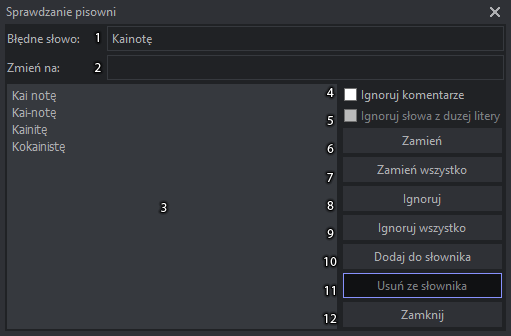 Sprawdzanie pisowni
Błędne słowo: 1 Kainotę
Zmień na: 2
Kai notę
Kai-notę
Kainitę
Kokainistę
3
4 Ignoruj komentarze
5 Ignoruj słowa z duzej litery
6 Zamień
7 Zamień wszystko
8 Ignoruj
9 Ignoruj wszystko
10 Dodaj do słownika
11 Usuń ze słownika
12 Zamknij